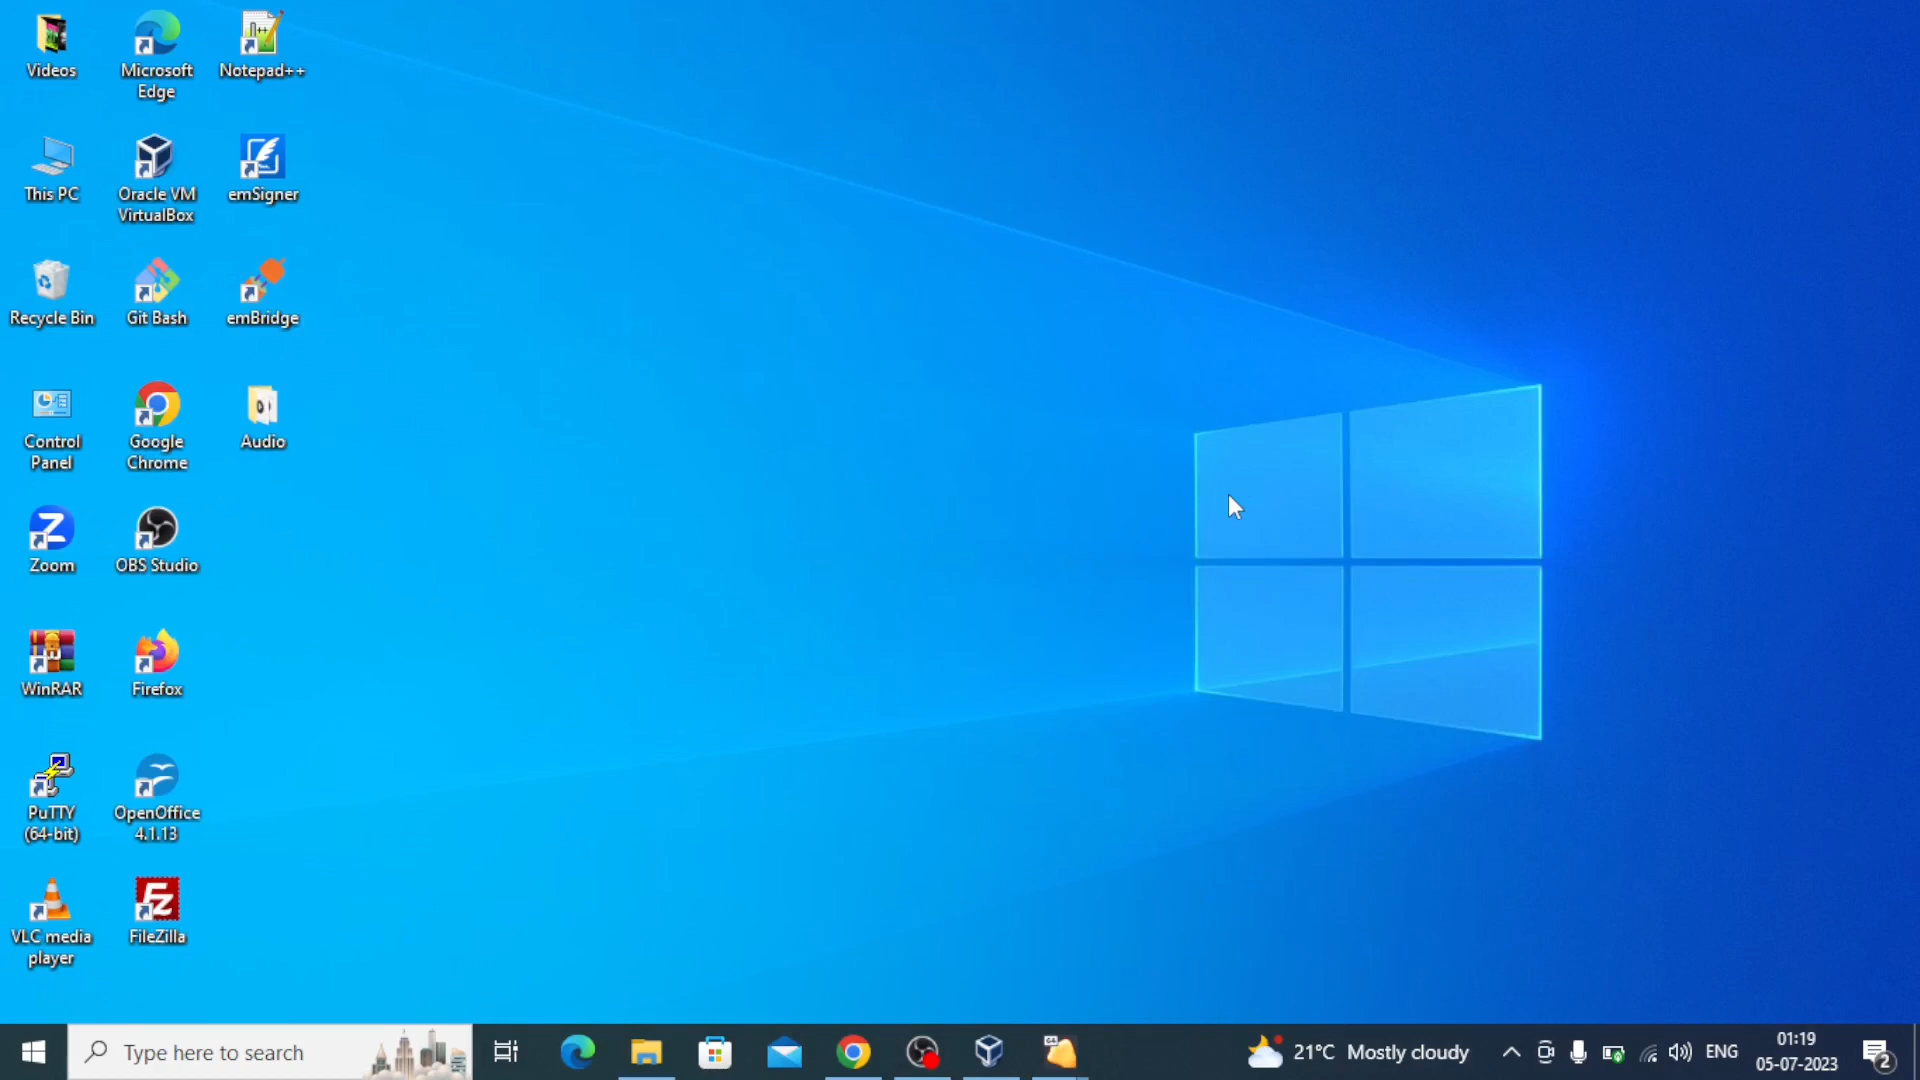 Videos
Microsoft
Edge
Notepad++
This PC
Oracle VM
VirtualBox
emSigner
Recycle Bin
Git Bash
emBridge
Control
Panel
Google
Chrome
Audio
Zoom
OBS Studio
WinRAR
Firefox
PuTTY
(64-bit)
OpenOffice
4.1.13
VLC media
player
FileZilla
Type here to search
64
21°C Mostly cloudy
ENG
01:19
05-07-2023
2